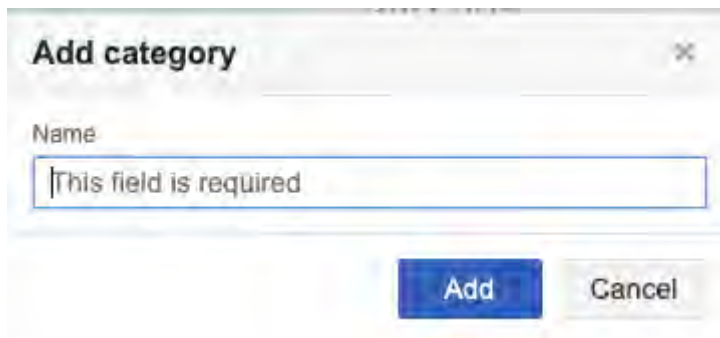 Add category
Name
This field is required
Add
Cancel